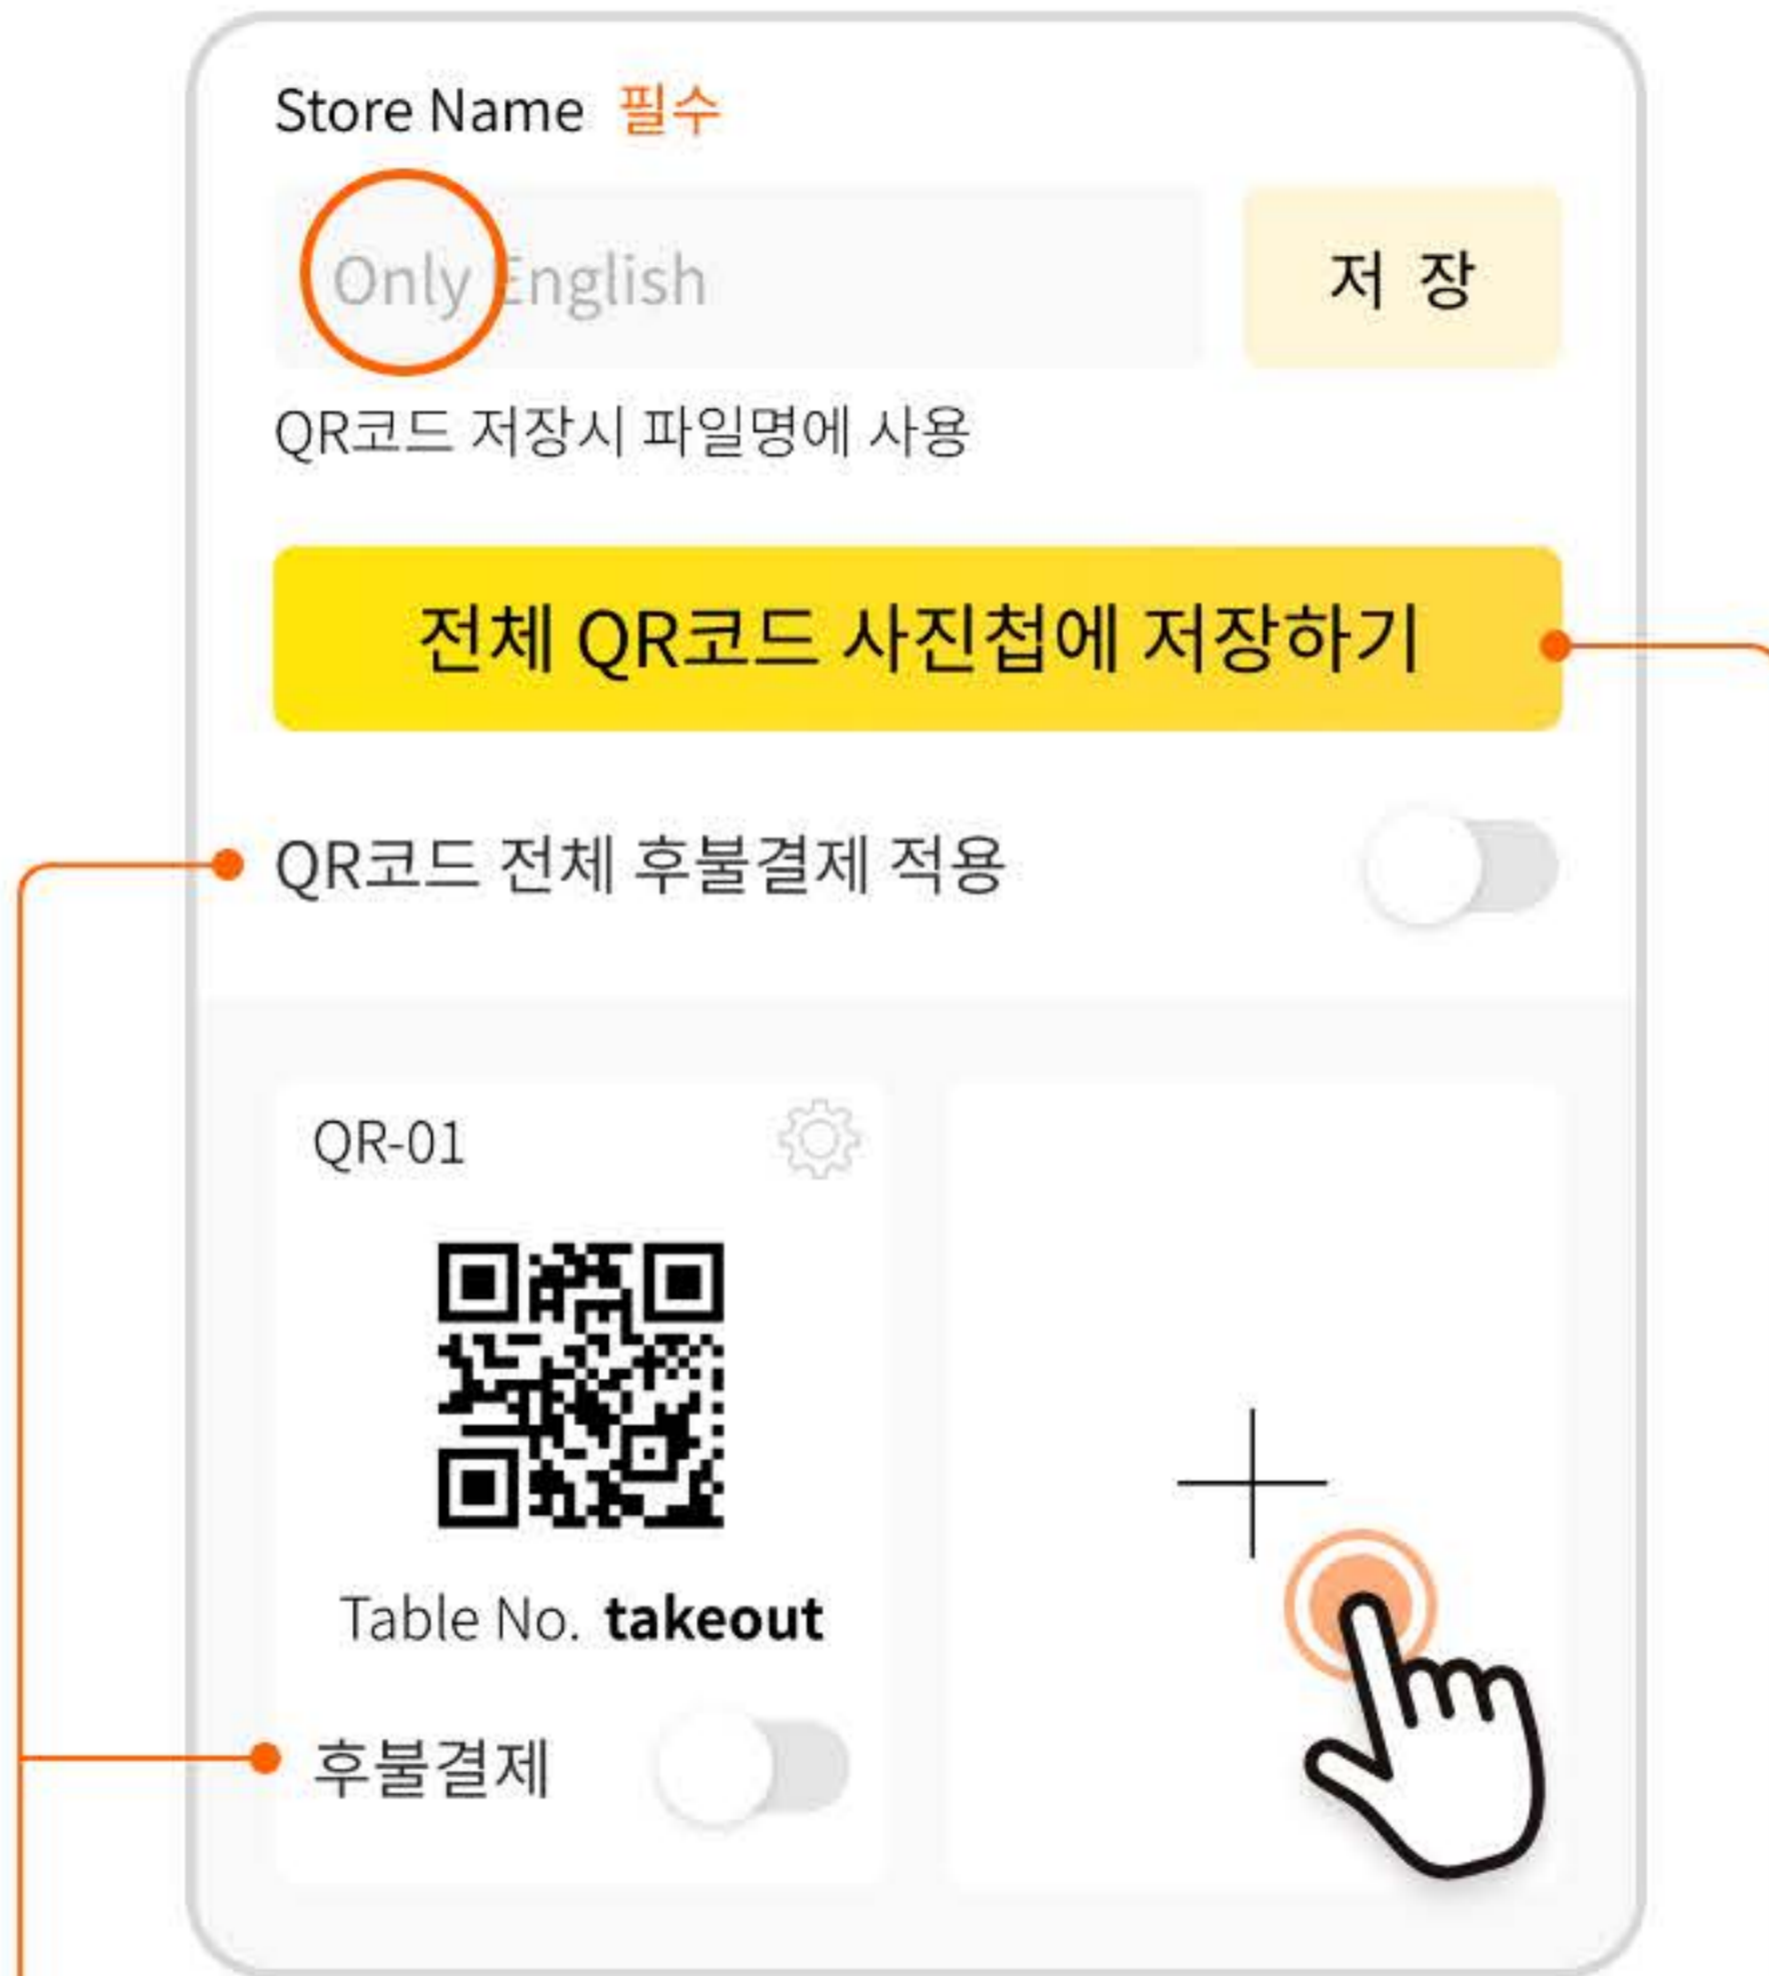 Store Name 필수
Only English
저 장
QR코드 저장시 파일명에 사용
전체 QR코드 사진첩에 저장하기
QR코드 전체 후불결제 적용
QR-01
Table No. takeout
후불결제